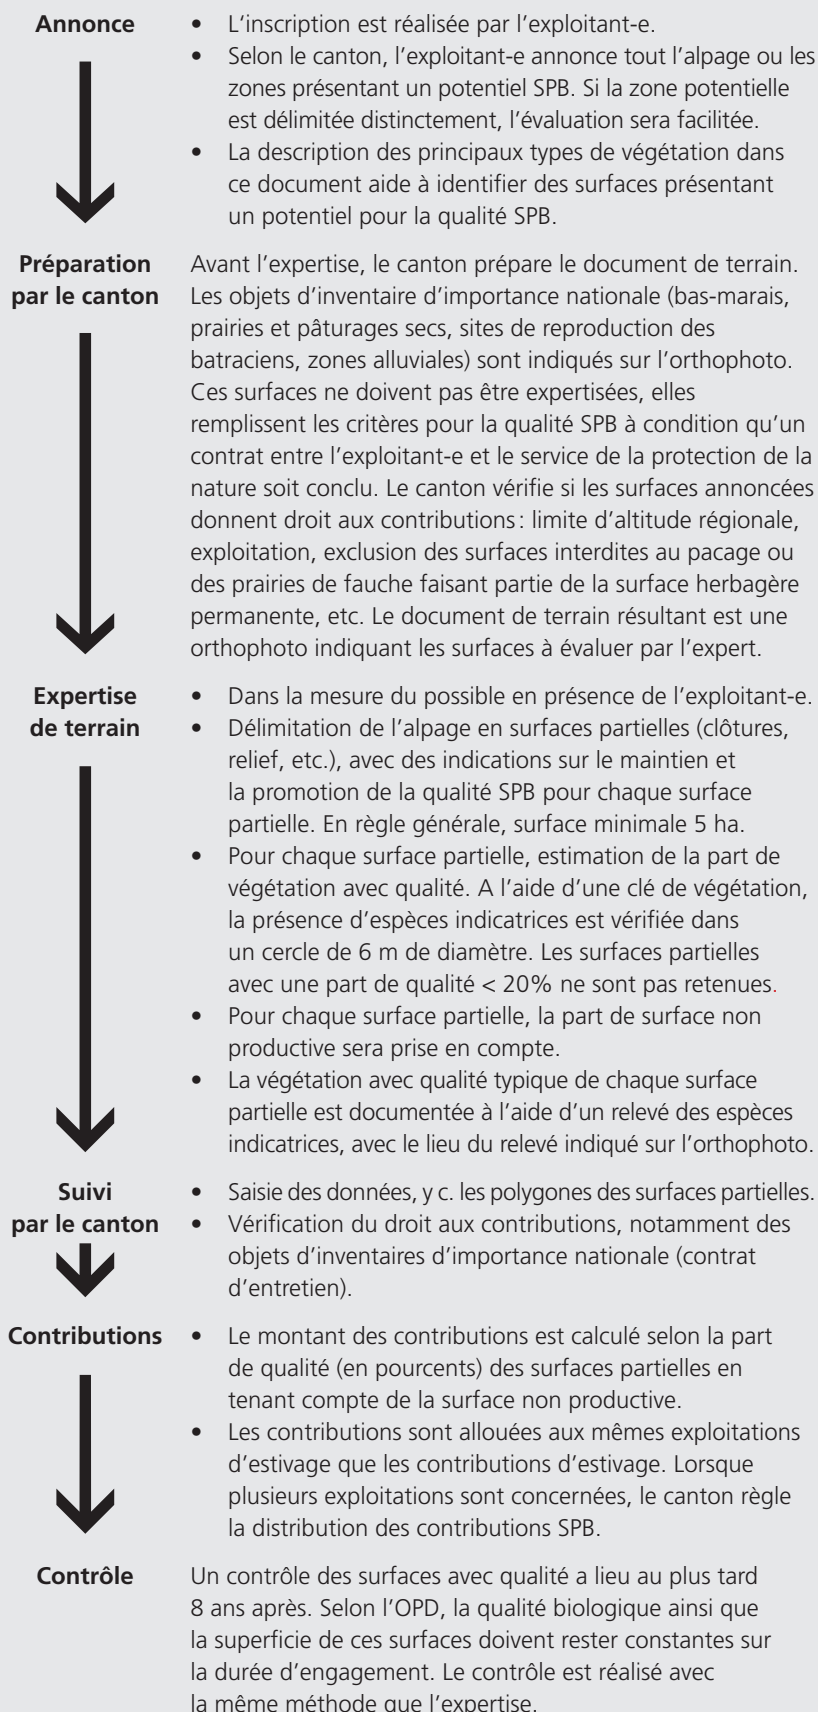 Annonce
• L‘inscription est réalisée par l’exploitant-e.
• Selon le canton, l’exploitant-e annonce tout l’alpage ou les
zones présentant un potentiel SPB. Si la zone potentielle
est délimitée distinctement, l’évaluation sera facilitée.
• La description des principaux types de végétation dans
ce document aide à identifier des surfaces présentant
un potentiel pour la qualité SPB.
Préparation
par le canton
Avant l’expertise, le canton prépare le document de terrain.
Les objets d’inventaire d’importance nationale (bas-marais,
prairies et pâturages secs, sites de reproduction des
batraciens, zones alluviales) sont indiqués sur l’orthophoto.
Ces surfaces ne doivent pas être expertisées, elles
remplissent les critères pour la qualité SPB à condition qu’un
contrat entre l’exploitant-e et le service de la protection de la
nature soit conclu. Le canton vérifie si les surfaces annoncées
donnent droit aux contributions : limite d’altitude régionale,
exploitation, exclusion des surfaces interdites au pacage ou
des prairies de fauche faisant partie de la surface herbagère
permanente, etc. Le document de terrain résultant est une
orthophoto indiquant les surfaces à évaluer par l’expert.
Expertise
de terrain
• Dans la mesure du possible en présence de l’exploitant-e.
• Délimitation de l’alpage en surfaces partielles (clôtures,
relief, etc.), avec des indications sur le maintien et
la promotion de la qualité SPB pour chaque surface
partielle. En règle générale, surface minimale 5 ha.
• Pour chaque surface partielle, estimation de la part de
végétation avec qualité. A l’aide d’une clé de végétation,
la présence d’espèces indicatrices est vérifiée dans
un cercle de 6 m de diamètre. Les surfaces partielles
avec une part de qualité < 20% ne sont pas retenues.
• Pour chaque surface partielle, la part de surface non
productive sera prise en compte.
• La végétation avec qualité typique de chaque surface
partielle est documentée à l’aide d’un relevé des espèces
indicatrices, avec le lieu du relevé indiqué sur l’orthophoto.
Suivi
par le canton
• Saisie des données, y c. les polygones des surfaces partielles.
• Vérification du droit aux contributions, notamment des
objets d’inventaires d’importance nationale (contrat
d’entretien).
Contributions
• Le montant des contributions est calculé selon la part
de qualité (en pourcents) des surfaces partielles en
tenant compte de la surface non productive.
• Les contributions sont allouées aux mêmes exploitations
d’estivage que les contributions d’estivage. Lorsque
plusieurs exploitations sont concernées, le canton règle
la distribution des contributions SPB.
Contrôle
Un contrôle des surfaces avec qualité a lieu au plus tard
8 ans après. Selon l’OPD, la qualité biologique ainsi que
la superficie de ces surfaces doivent rester constantes sur
la durée d’engagement. Le contrôle est réalisé avec
la même méthode que l’expertise.